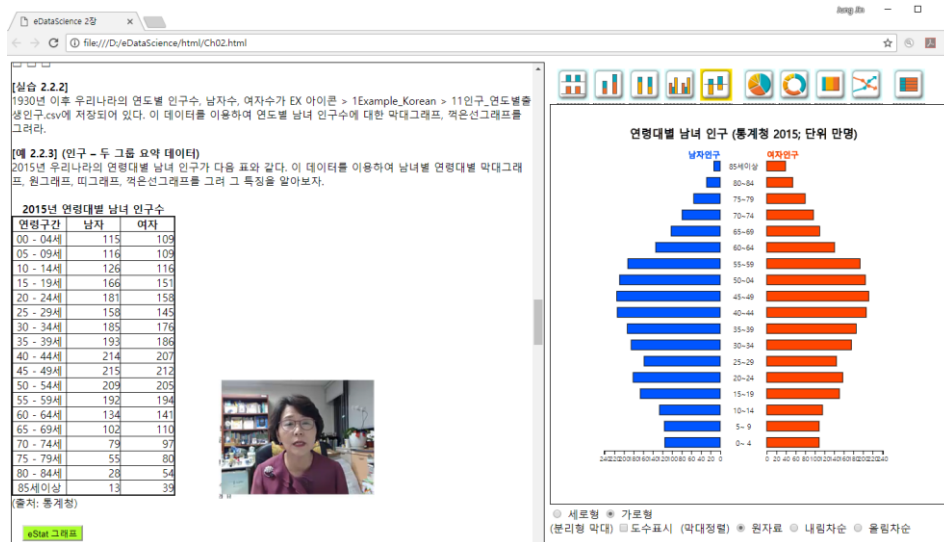 eDataScience 2장
Jung Jin
file:///D:/eDataScience/html/Ch02.html
[실습 2.2.2]
1930년 이후 우리나라의 연도별 인구수, 남자수, 여자수가 EX 아이콘 > 1Example_Korean > 11인구_연도별출
생인구.csv에 저장되어 있다. 이 데이터를 이용하여 연도별 남녀 인구수에 대한 막대그래프, 꺽은선그래프를
그려라.
[예 2.2.3] (인구 – 두 그룹 요약 데이터)
2015년 우리나라의 연령대별 남녀 인구가 다음 표와 같다. 이 데이터를 이용하여 남녀별 연령대별 막대그래
프, 원그래프, 띠그래프, 꺽은선그래프를 그려 그 특징을 알아보자.
2015년 연령대별 남녀 인구수
연령구간 남자 여자
00 - 04세 115 109
05 - 09세 116 109
10 - 14세 126 116
15 - 19세 166 151
20 - 24세 181 158
25 - 29세 158 145
30 - 34세 185 176
35 - 39세 193 186
40 - 44세 214 207
45 - 49세 215 212
50 - 54세 209 205
55 - 59세 192 194
60 - 64세 134 141
65 - 69세 102 110
70 - 74세 79 97
75 - 79세 55 80
80 - 84세 28 54
85세이상 13 39
(출처: 통계청)
eStat 그래프
연령대별 남녀 인구 (통계청 2015; 단위 만명)
남자인구 여자인구
85세이상
80~84
75~79
70~74
65~69
60~64
55~59
50~04
45~49
40~44
35~39
30~34
25~29
20~24
15~19
10~14
5~ 9
0~ 4
240220200180160140120100 80 60 40 20 0
0 20 40 60 80 100120140160180200220240
세로형 가로형
(분리형 막대) 도수표시 (막대정렬) 원자료 내림차순 올림차순